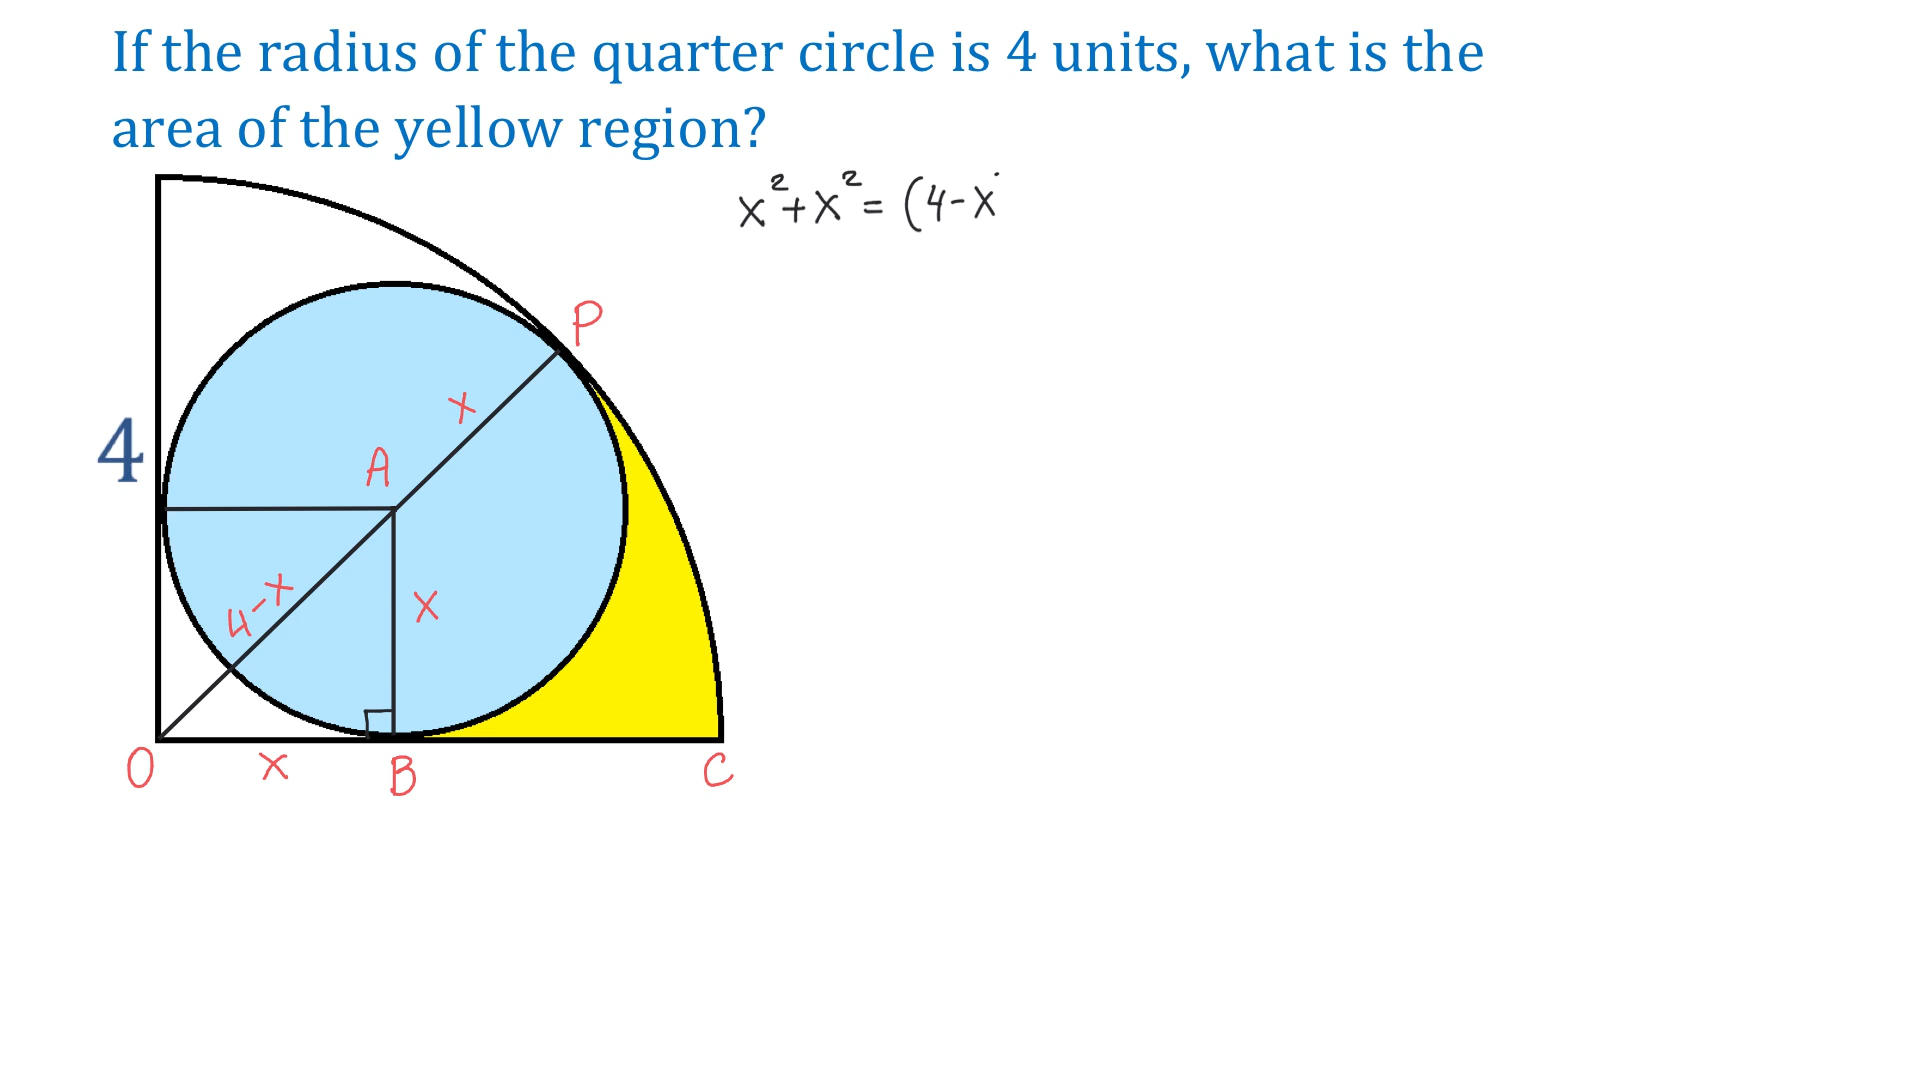 If the radius of the quarter circle is 4 units, what is the
area of the yellow region?
x²+x²= (4-x
P
x
4
A
4-x
x
O
x
B
C